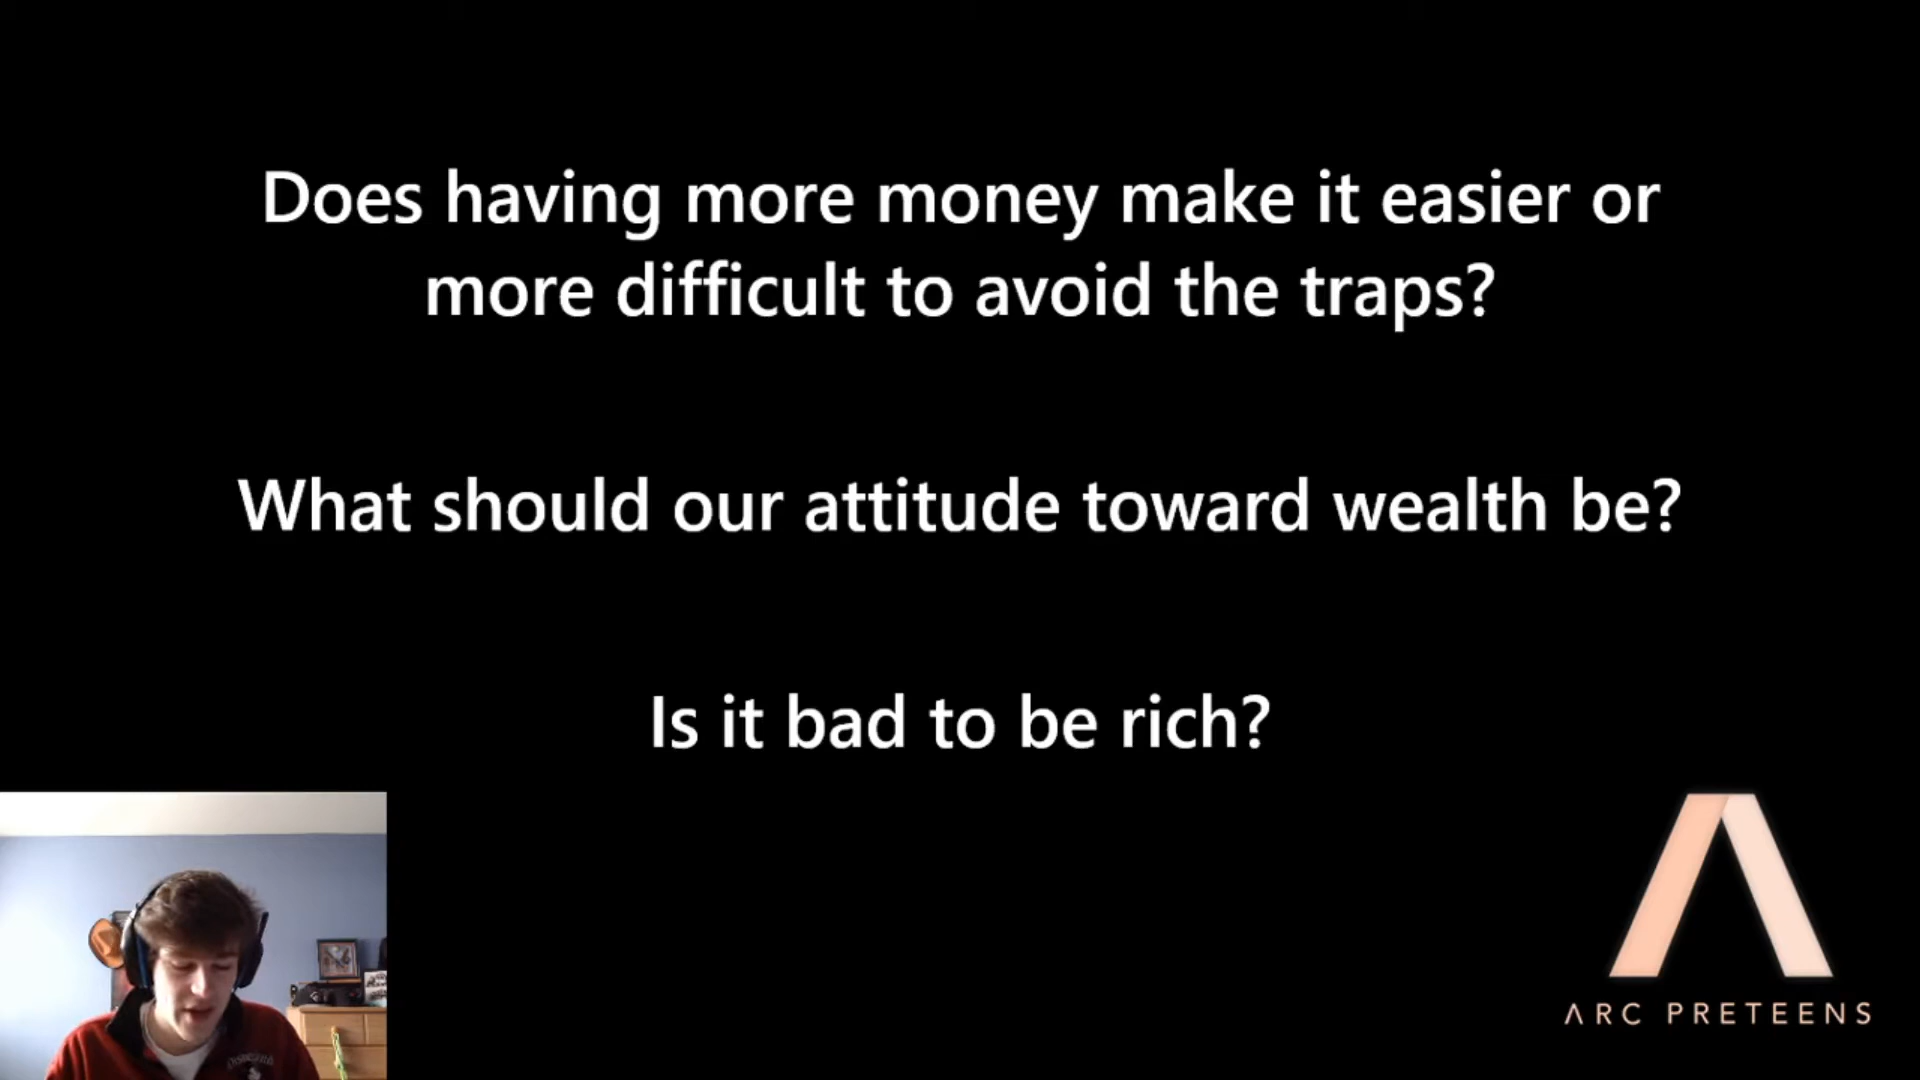 Does having more money make it easier or
more difficult to avoid the traps?
What should our attitude toward wealth be?
Is it bad to be rich?
ARC PRETEENS